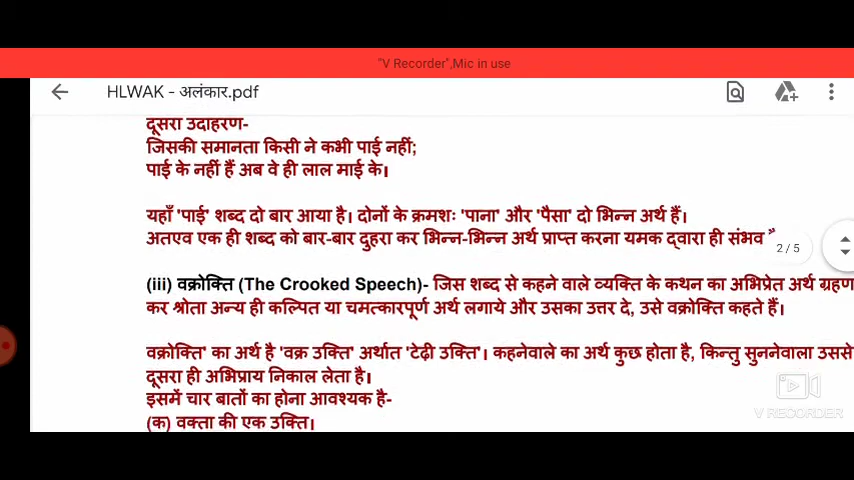 "V Recorder",Mic in use
HLWAK - अलंकार.pdf
दूसरा उदाहरण-
जिसकी समानता किसी ने कभी पाई नहीं;
पाई के नहीं हैं अब वे ही लाल माई के।
यहाँ 'पाई' शब्द दो बार आया है। दोनों के क्रमशः 'पाना' और 'पैसा' दो भिन्न अर्थ हैं।
अतएव एक ही शब्द को बार-बार दुहरा कर भिन्न-भिन्न अर्थ प्राप्त करना यमक द्वारा ही संभव
2 / 5
(iii) वक्रोक्ति (The Crooked Speech)- जिस शब्द से कहने वाले व्यक्ति के कथन का अभिप्रेत अर्थ ग्रहण
कर श्रोता अन्य ही कल्पित या चमत्कारपूर्ण अर्थ लगाये और उसका उत्तर दे, उसे वक्रोक्ति कहते हैं।
वक्रोक्ति' का अर्थ है 'वक्र उक्ति' अर्थात 'टेढ़ी उक्ति'। कहनेवाले का अर्थ कुछ होता है, किन्तु सुननेवाला उससे
दूसरा ही अभिप्राय निकाल लेता है।
इसमें चार बातों का होना आवश्यक है-
(क) वक्ता की एक उक्ति।
V RECORDER